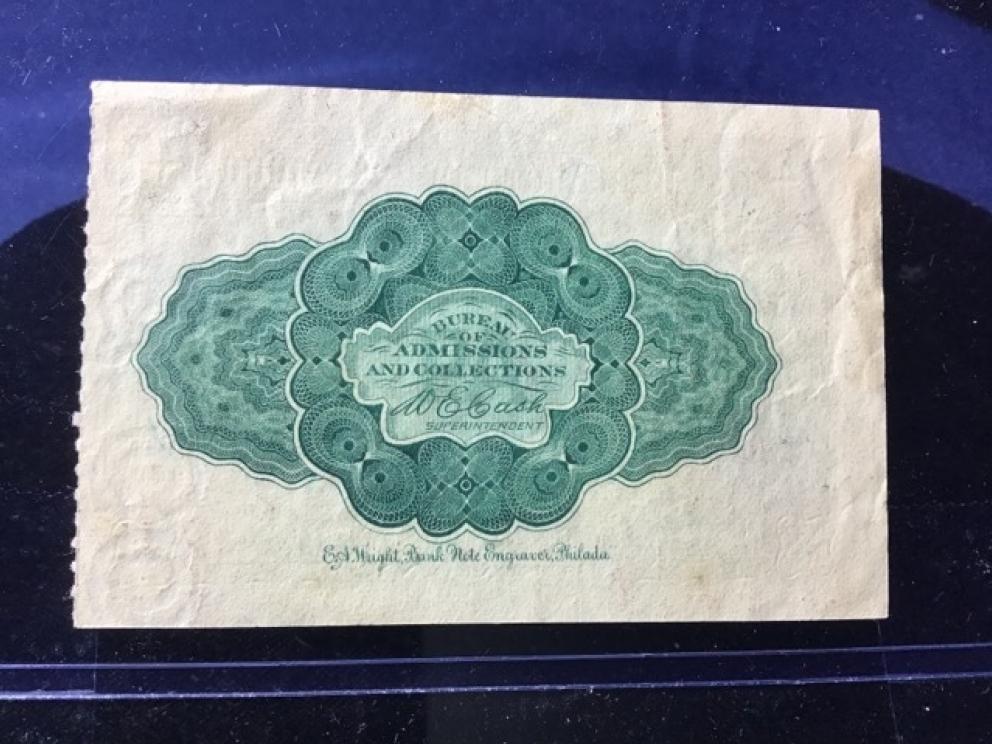 BUREAU
OF
ADMISSIONS
AND COLLECTIONS
W E Cash
SUPERINTENDENT
E.A. Wright, Bank Note Engraver, Philada